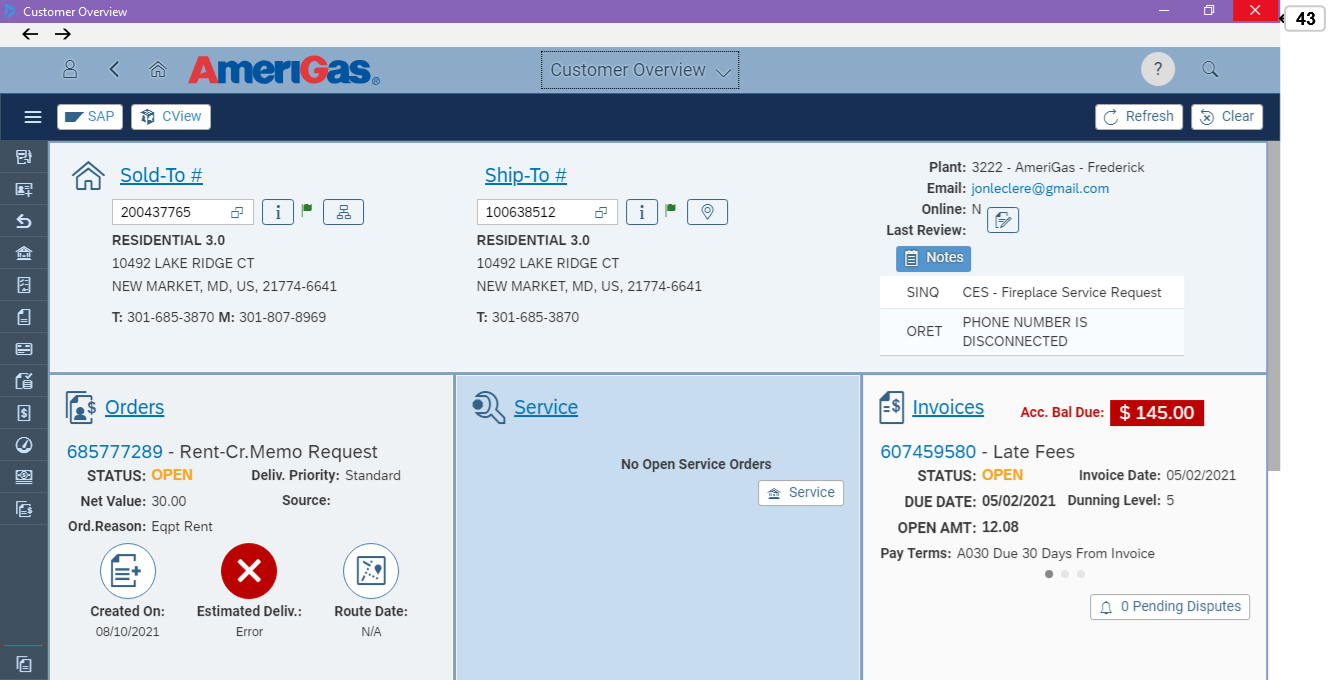 Customer Overview
43
AmeriGas®
Customer Overview
?
SAP
CView
Refresh
Clear
Sold-To #
Ship-To #
Plant: 3222 - AmeriGas - Frederick
Email: jonleclere@gmail.com
Online: N
Last Review:
200437765
i
100638512
i
RESIDENTIAL 3.0
10492 LAKE RIDGE CT
NEW MARKET, MD, US, 21774-6641
T: 301-685-3870 M: 301-807-8969
RESIDENTIAL 3.0
10492 LAKE RIDGE CT
NEW MARKET, MD, US, 21774-6641
T: 301-685-3870
Notes
SINQ CES - Fireplace Service Request
ORET PHONE NUMBER IS
DISCONNECTED
Orders
685777289 - Rent-Cr.Memo Request
STATUS: OPEN Deliv. Priority: Standard
Net Value: 30.00 Source:
Ord.Reason: Eqpt Rent
Created On: Estimated Deliv.: Route Date:
08/10/2021 Error N/A
Service
No Open Service Orders
Service
Invoices Acc. Bal Due: $ 145.00
607459580 - Late Fees
STATUS: OPEN Invoice Date: 05/02/2021
DUE DATE: 05/02/2021 Dunning Level: 5
OPEN AMT: 12.08
Pay Terms: A030 Due 30 Days From Invoice
0 Pending Disputes